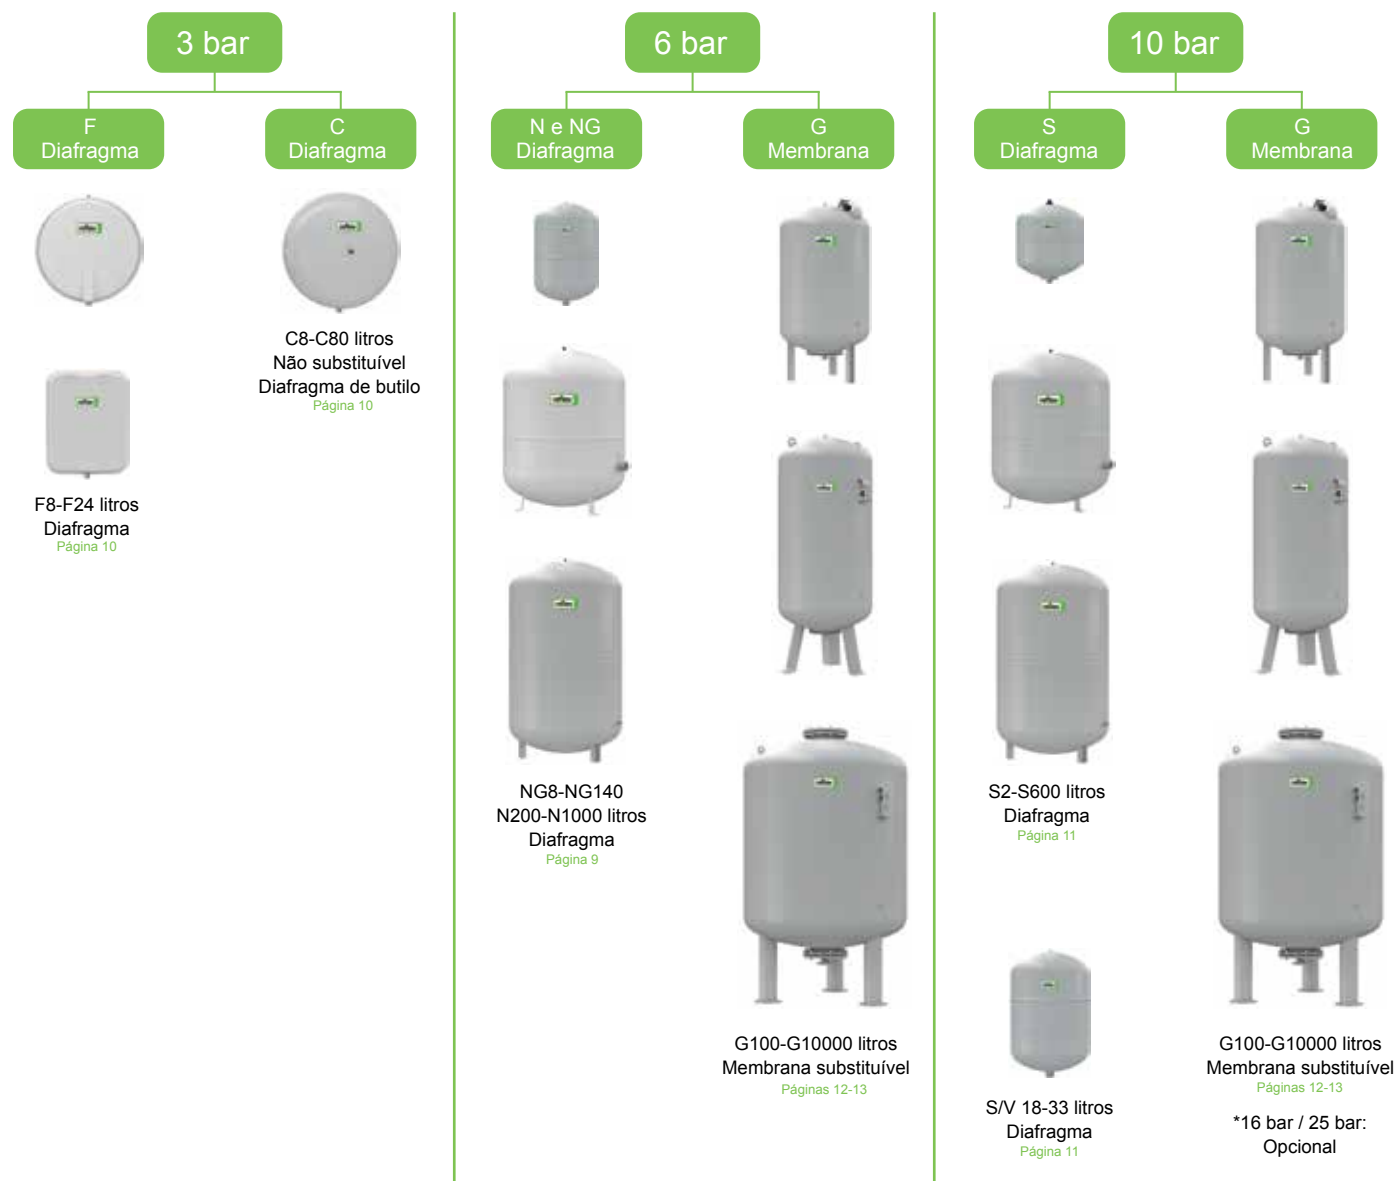 3 bar
F
Diafragma
C
Diafragma
C8-C80 litros
Não substituível
Diafragma de butilo
Página 10
F8-F24 litros
Diafragma
Página 10
6 bar
N e NG
Diafragma
G
Membrana
NG8-NG140
N200-N1000 litros
Diafragma
Página 9
G100-G10000 litros
Membrana substituível
Páginas 12-13
10 bar
S
Diafragma
G
Membrana
S2-S600 litros
Diafragma
Página 11
S/V 18-33 litros
Diafragma
Página 11
G100-G10000 litros
Membrana substituível
Páginas 12-13
*16 bar / 25 bar:
Opcional